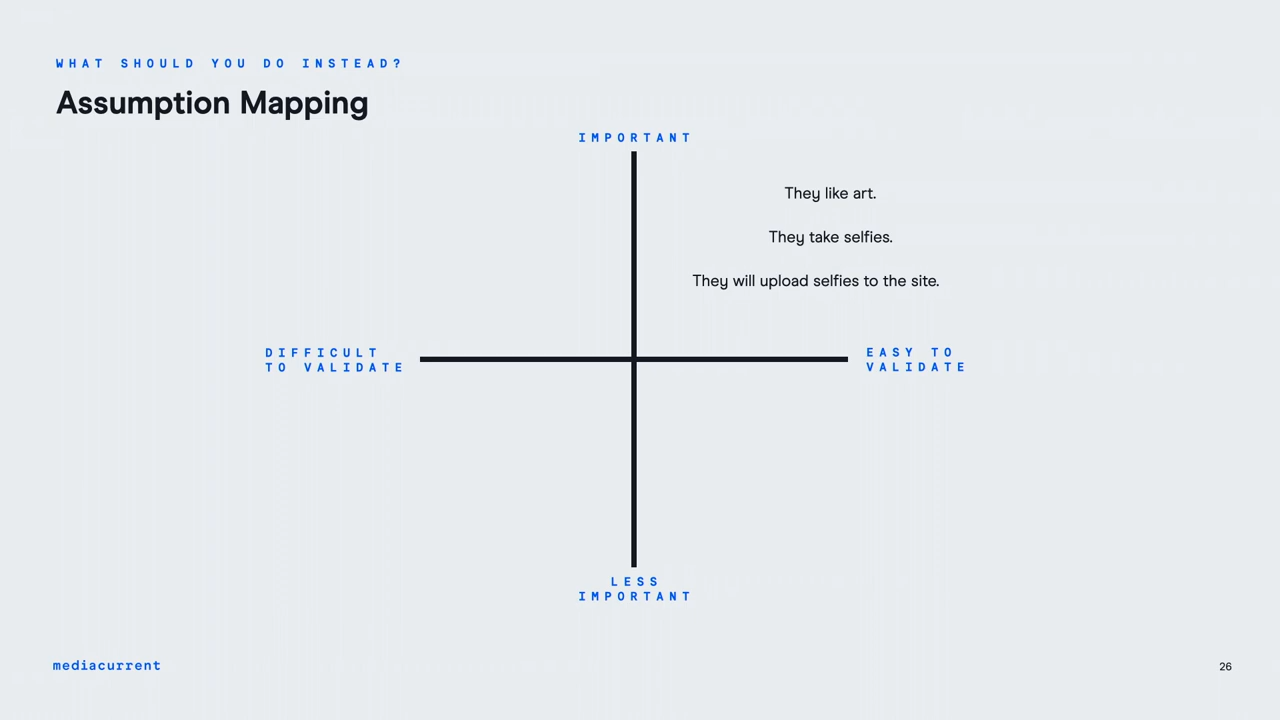 WHAT SHOULD YOU DO INSTEAD?
Assumption Mapping
IMPORTANT
They like art.
They take selfies.
They will upload selfies to the site.
DIFFICULT
TO VALIDATE
EASY TO
VALIDATE
LESS
IMPORTANT
mediacurrent
26